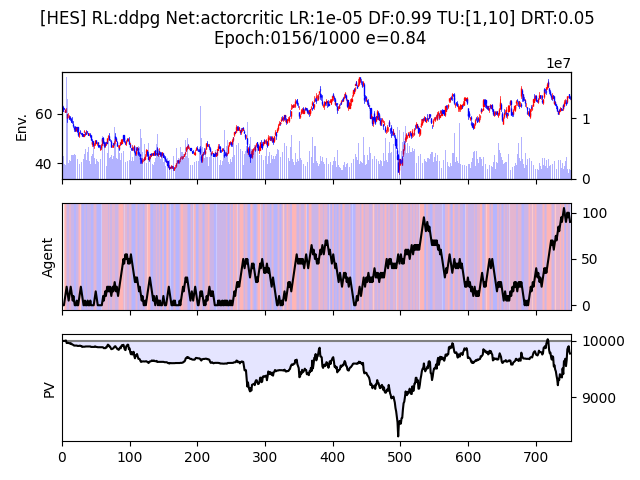 [HES] RL:ddpg Net:actorcritic LR:1e-05 DF:0.99 TU:[1,10] DRT:0.05
Epoch:0156/1000 e=0.84
1e7
Env.
60
40
1
0
Agent
100
50
0
PV
10000
9000
0 100 200 300 400 500 600 700